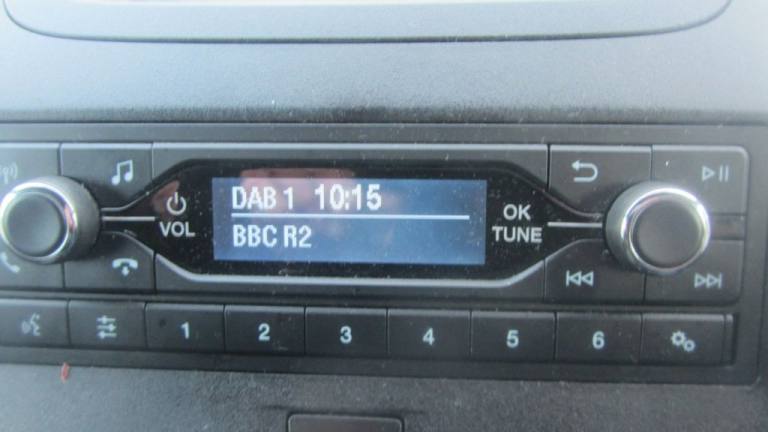 DAB 1 10:15
BBC R2
VOL
OK
TUNE
1 2 3 4 5 6